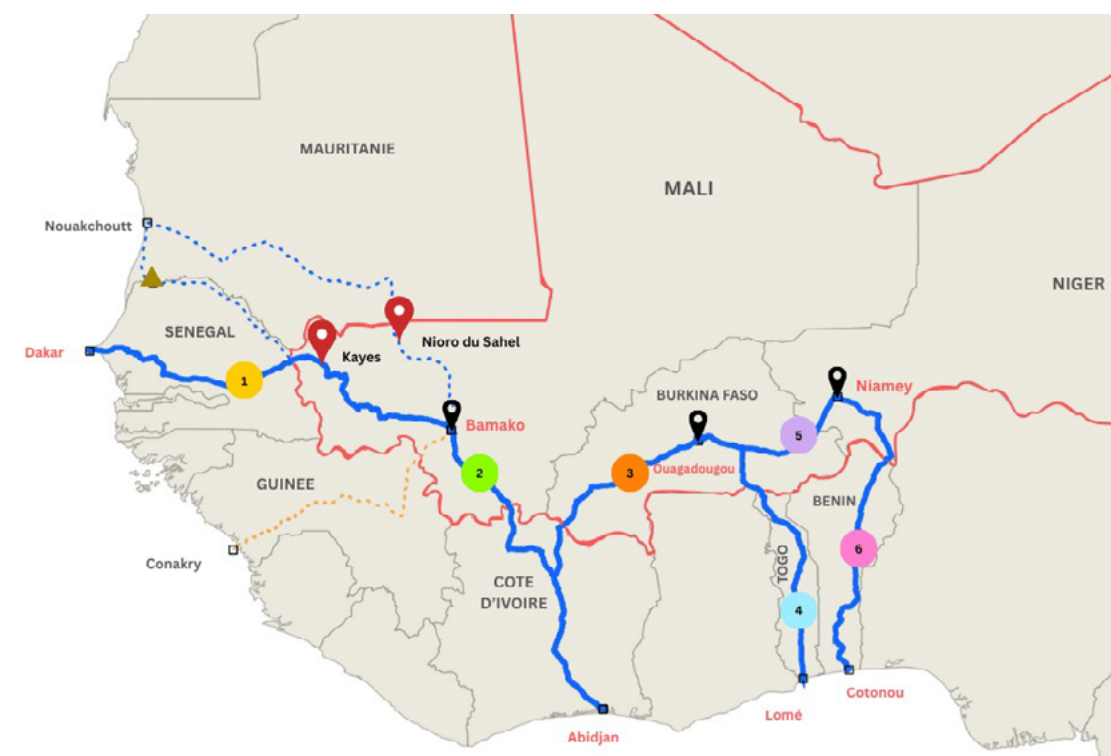 MAURITANIE
MALI
Nouakchoutt
NIGER
SENEGAL
Nioro du Sahel
Dakar
Kayes
1
BURKINA FASO
Niamey
Bamako
5
2
3
Ouagadougou
GUINEE
BENIN
6
Conakry
TOGO
COTE
D'IVOIRE
4
Cotonou
Lomé
Abidjan